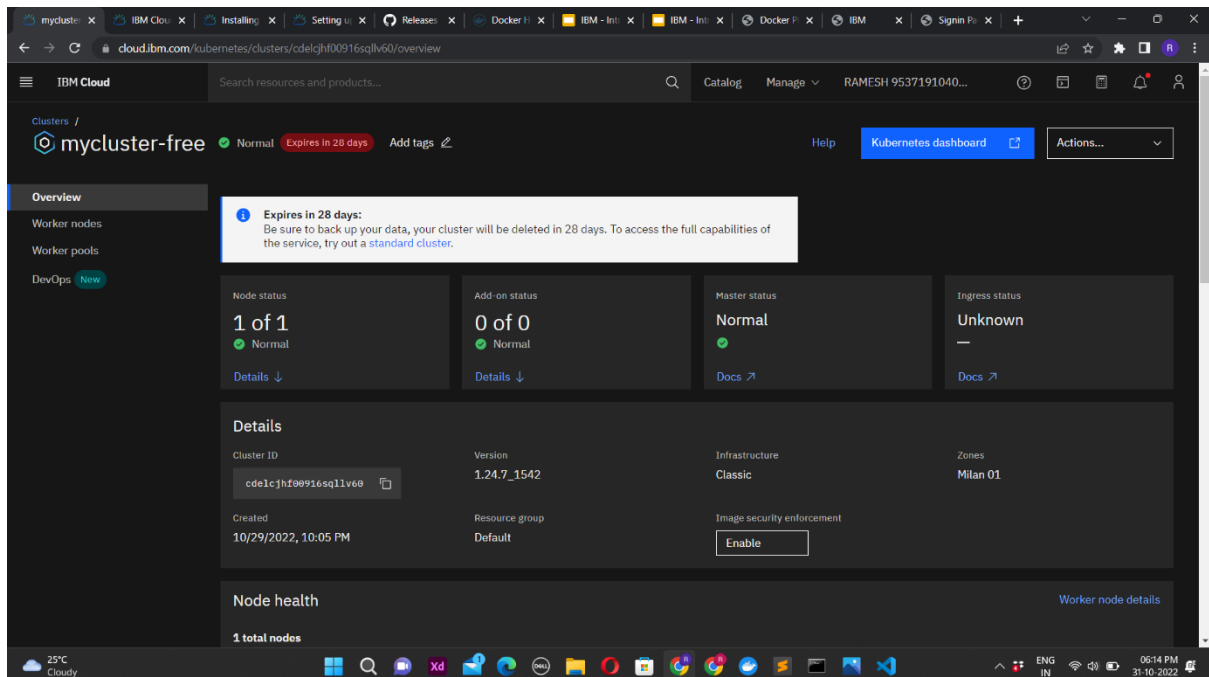 mycluster
IBM Clou
Installing
Setting u
Releases
Docker H
IBM - Int
IBM - Int
Docker P
IBM
Signin Pa
cloud.ibm.com/kubernetes/clusters/cdelcjhf00916sqllv60/overview
R
IBM Cloud
Search resources and products...
Catalog
Manage
RAMESH 9537191040...
Clusters /
mycluster-free
Normal
Expires in 28 days
Add tags
Help
Kubernetes dashboard
Actions...
Overview
Worker nodes
Worker pools
DevOps New
Expires in 28 days:
Be sure to back up your data, your cluster will be deleted in 28 days. To access the full capabilities of
the service, try out a standard cluster.
Node status
1 of 1
Normal
Details
Add-on status
0 of 0
Normal
Details
Master status
Normal
Docs
Ingress status
Unknown
—
Docs
Details
Cluster ID
cdelcjhf00916sqllv60
Version
1.24.7_1542
Infrastructure
Classic
Zones
Milan 01
Created
10/29/2022, 10:05 PM
Resource group
Default
Image security enforcement
Enable
Node health
Worker node details
1 total nodes
25°C
Cloudy
Xd
1
DELL
ENG
IN
06:14 PM
31-10-2022